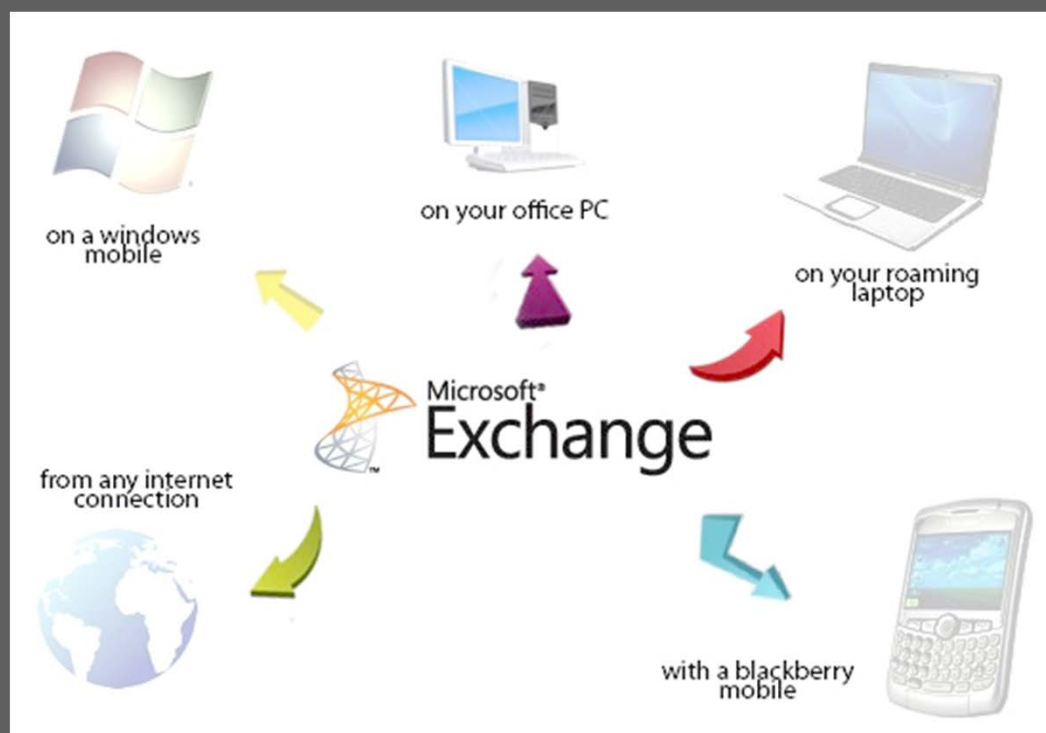 on a windows
mobile
on your office PC
on your roaming
laptop
Microsoft®
Exchange™
from any internet
connection
with a blackberry
mobile